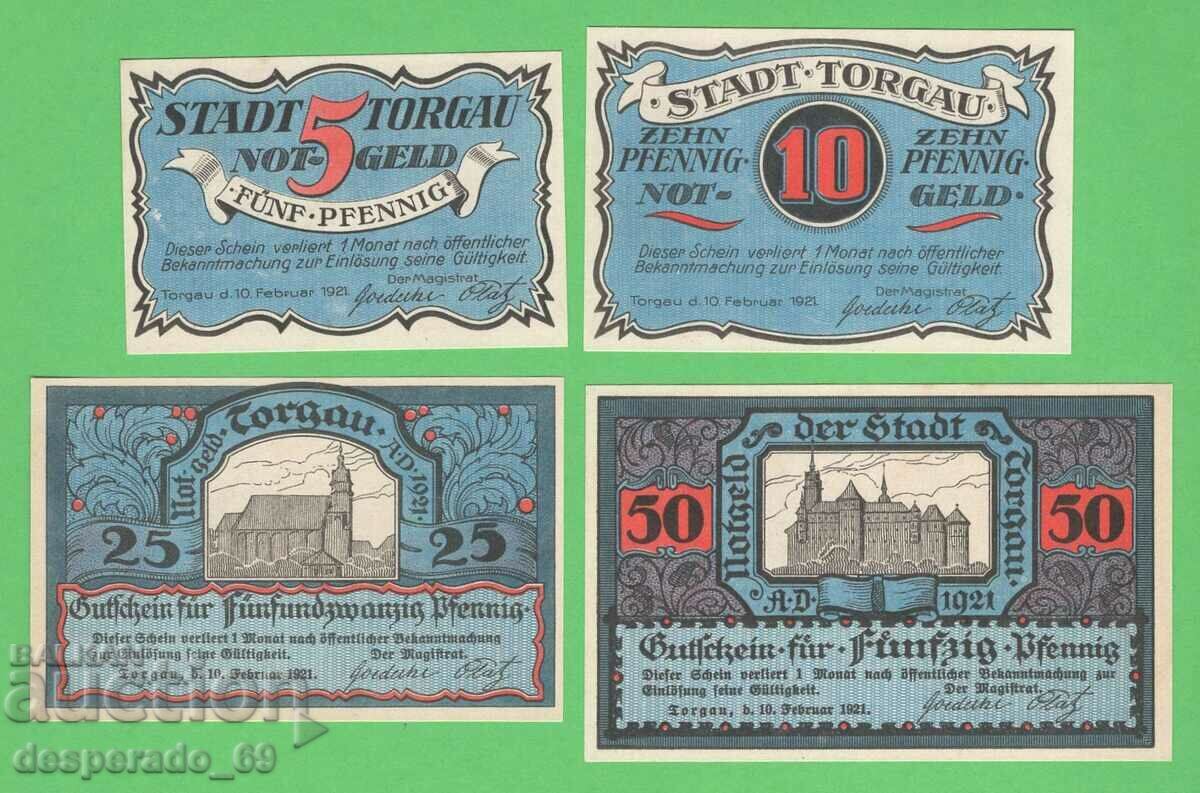 STADT 5 TORGAU
NOT- GELD
·FÜNF·PFENNIG·
Dieser Schein verliert 1 Monat nach öffentlicher
Bekanntmachung zur Einlösung seine Gültigkeit.
Der Magistrat
Torgau d. 10. Februar 1921.
·STADT·TORGAU·
ZEHN 10 ZEHN
PFENNIG· PFENNIG·
NOT- GELD·
Dieser Schein verliert 1 Monat nach öffentlicher
Bekanntmachung zur Einlösung seine Gültigkeit.
Der Magistrat
Torgau d. 10. Februar 1921.
Not·geld·Torgau·A·D·1921
25 25
Gutschein für Fünfundzwanzig Pfennig·
Dieser Schein verliert 1 Monat nach öffentlicher Bekanntmachung
zur Einlösung seine Gültigkeit. Der Magistrat.
Torgau, d. 10. Februar 1921.
Notgeld der Stadt Torgau·
50 50
A·D· 1921
Gutschein·für·Fünfzig·Pfennig
Dieser Schein verliert 1 Monat nach öffentlicher Bekanntmachung zur
Einlösung seine Gültigkeit. Der Magistrat.
Torgau, d. 10. Februar 1921.
BALKAN
auction
desperado_69